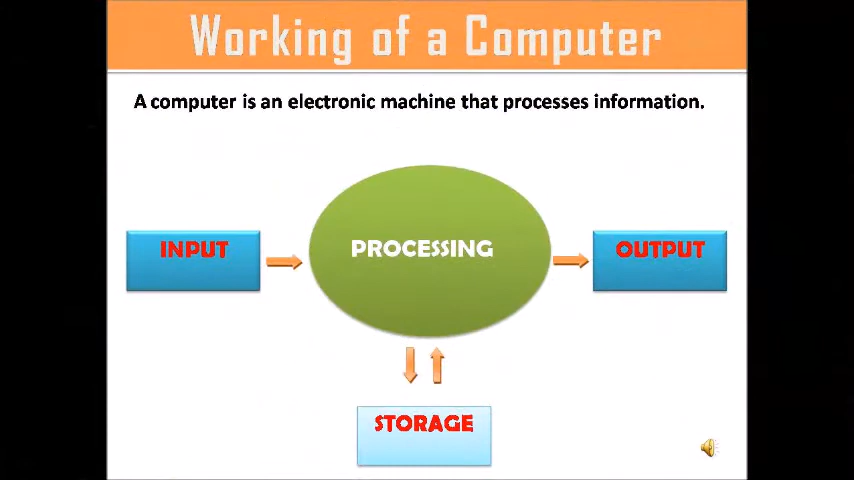 Working of a Computer
A computer is an electronic machine that processes information.
INPUT
PROCESSING
OUTPUT
STORAGE